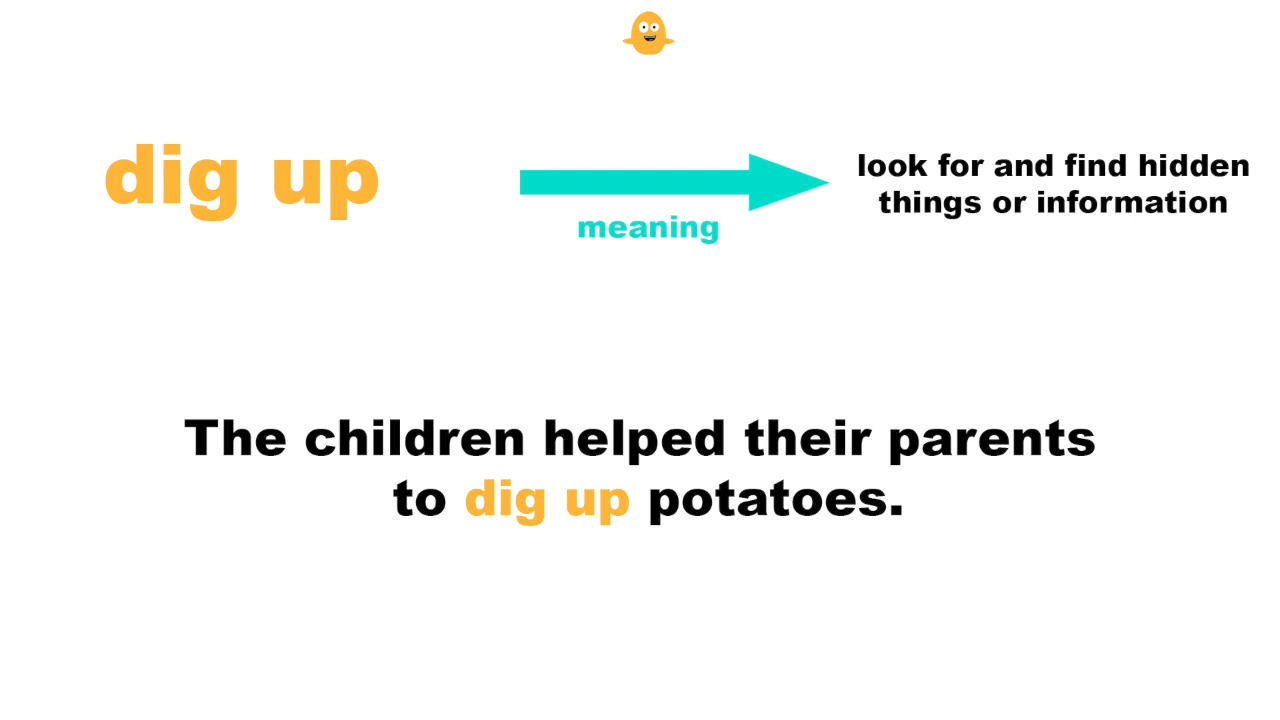 dig up
meaning
look for and find hidden
things or information
The children helped their parents
to dig up potatoes.